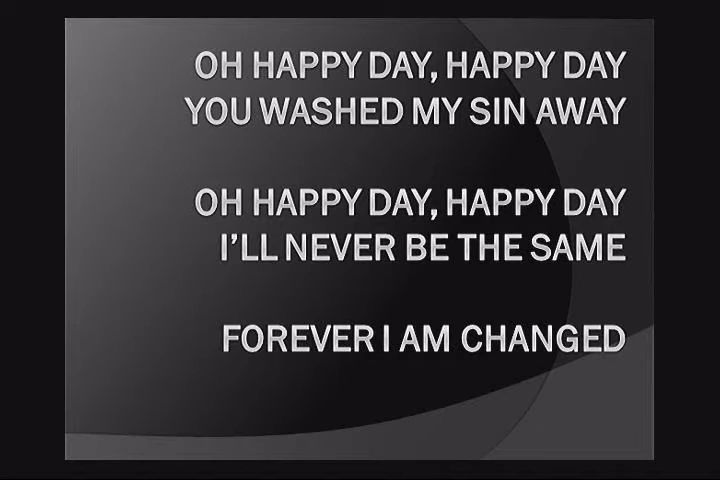 OH HAPPY DAY, HAPPY DAY
YOU WASHED MY SIN AWAY
OH HAPPY DAY, HAPPY DAY
I'LL NEVER BE THE SAME
FOREVER I AM CHANGED